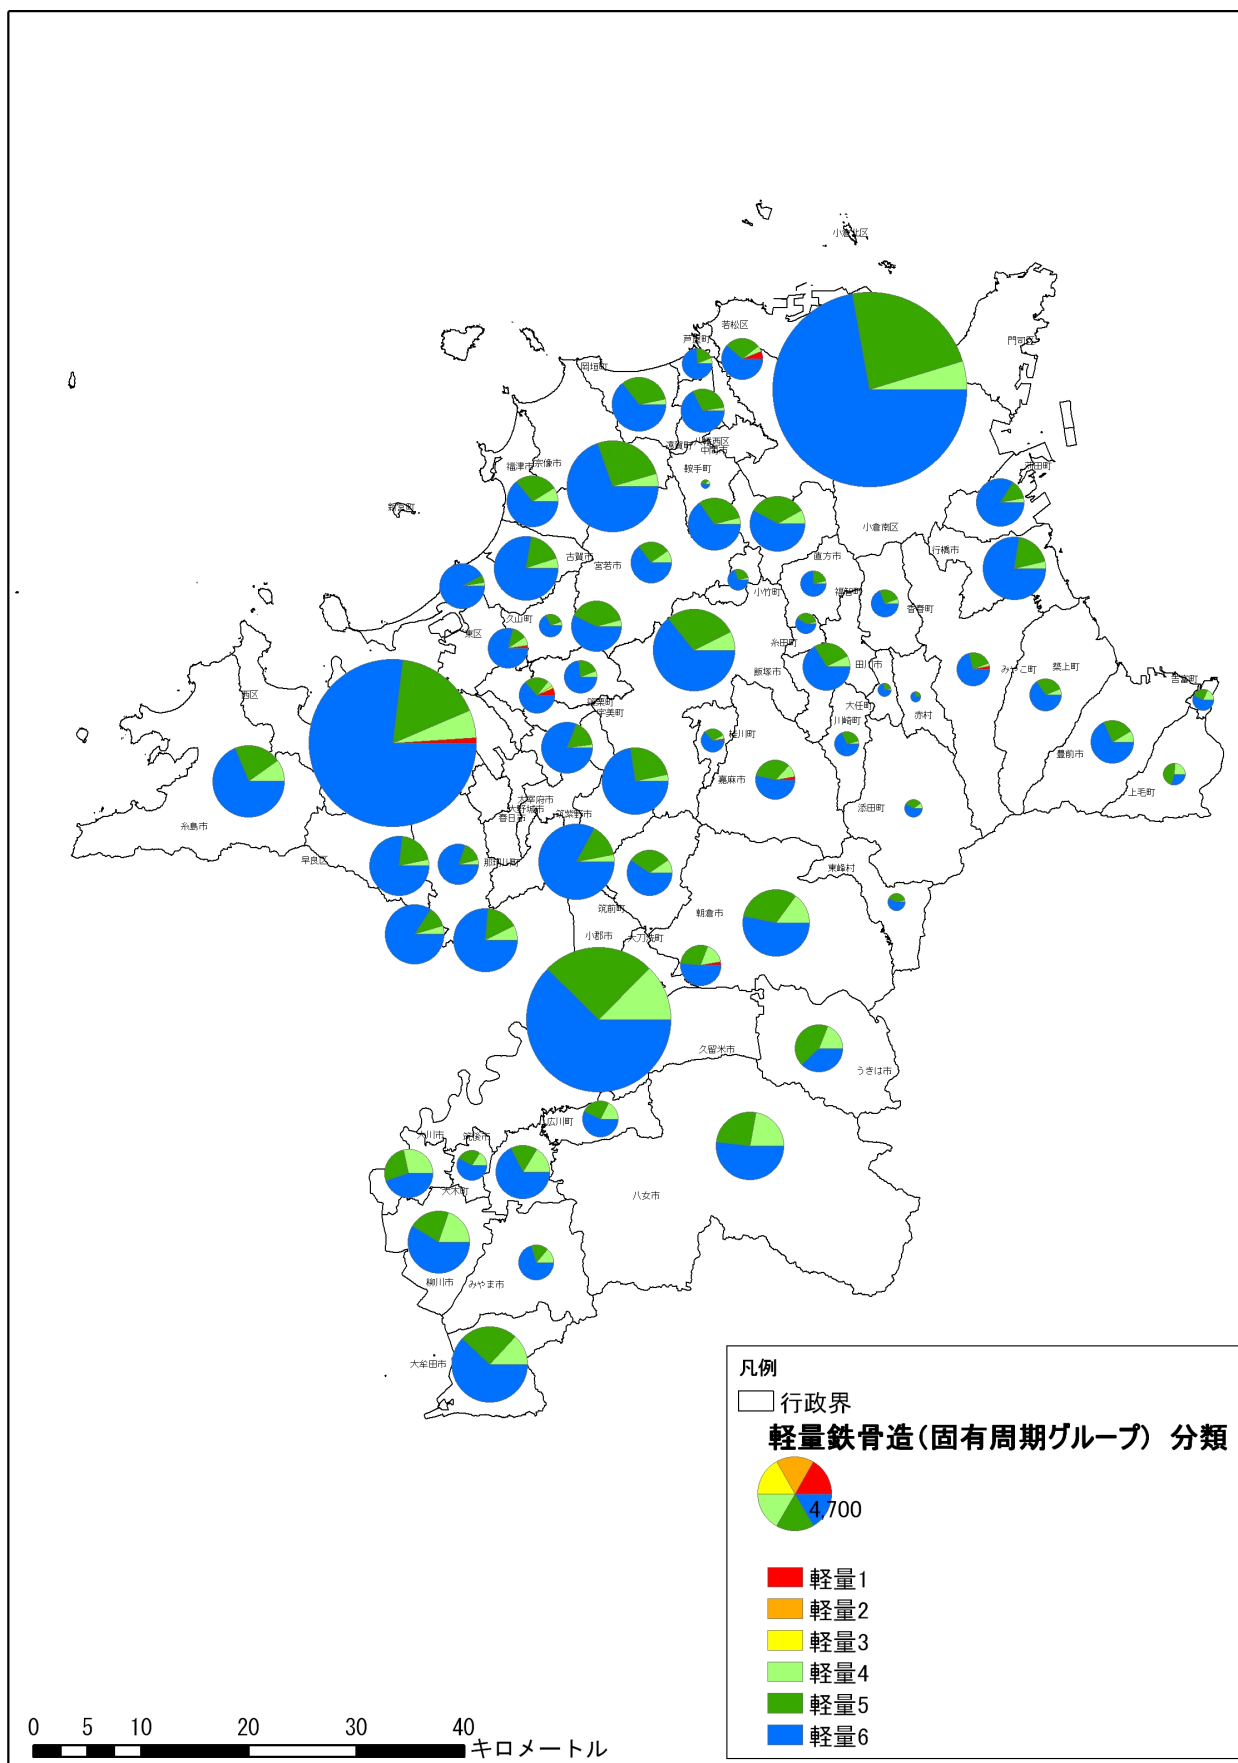 小倉北区
若松区
芦屋町
門司区
岡垣町
遠賀町
八幡西区
中間市
福津市
宗像市
鞍手町
苅田町
新宮町
小倉南区
行橋市
古賀市
宮若市
直方市
小竹町
福智町
香春町
久山町
東区
糸田町
飯塚市
田川市
みやこ町
築上町
吉富町
西区
篠栗町
宇美町
大任町
赤村
川崎町
桂川町
豊前市
嘉麻市
上毛町
太宰府市
大野城市
春日市
筑紫野市
添田町
糸島市
早良区
那珂川町
東峰村
筑前町
朝倉市
小郡市
大刀洗町
久留米市
うきは市
広川町
大川市
筑後市
大木町
八女市
柳川市
みやま市
大牟田市
凡例
行政界
軽量鉄骨造(固有周期グループ) 分類
4,700
軽量1
軽量2
軽量3
軽量4
軽量5
軽量6
0 5 10 20 30 40
キロメートル